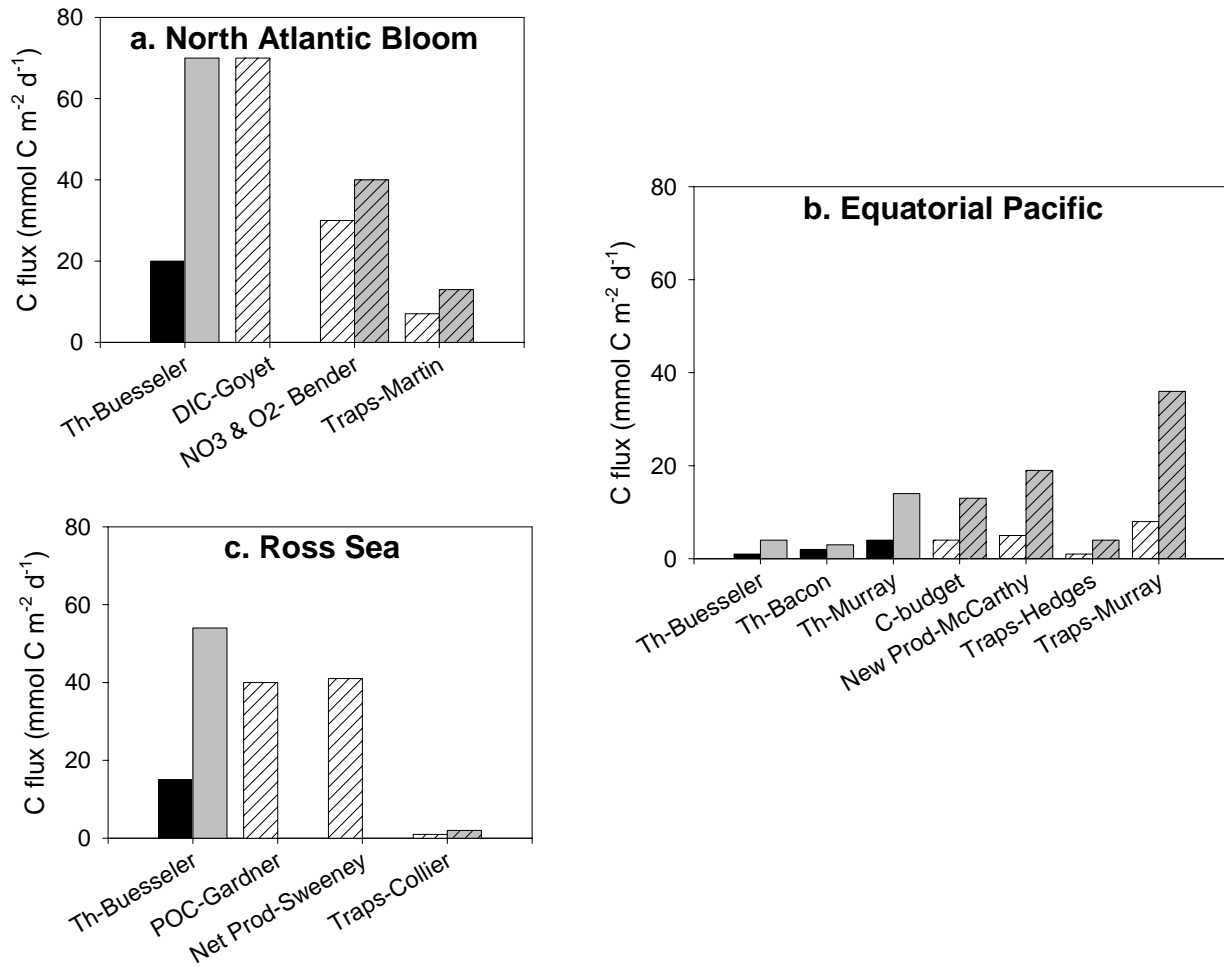 a. North Atlantic Bloom
C flux (mmol C m⁻² d⁻¹)
80
60
40
20
0
Th-Buesseler
DIC-Goyet
NO3 & O2- Bender
Traps-Martin
b. Equatorial Pacific
C flux (mmol C m⁻² d⁻¹)
80
60
40
20
0
Th-Buesseler
Th-Bacon
Th-Murray
C-budget
New Prod-McCarthy
Traps-Hedges
Traps-Murray
c. Ross Sea
C flux (mmol C m⁻² d⁻¹)
80
60
40
20
0
Th-Buesseler
POC-Gardner
Net Prod-Sweeney
Traps-Collier